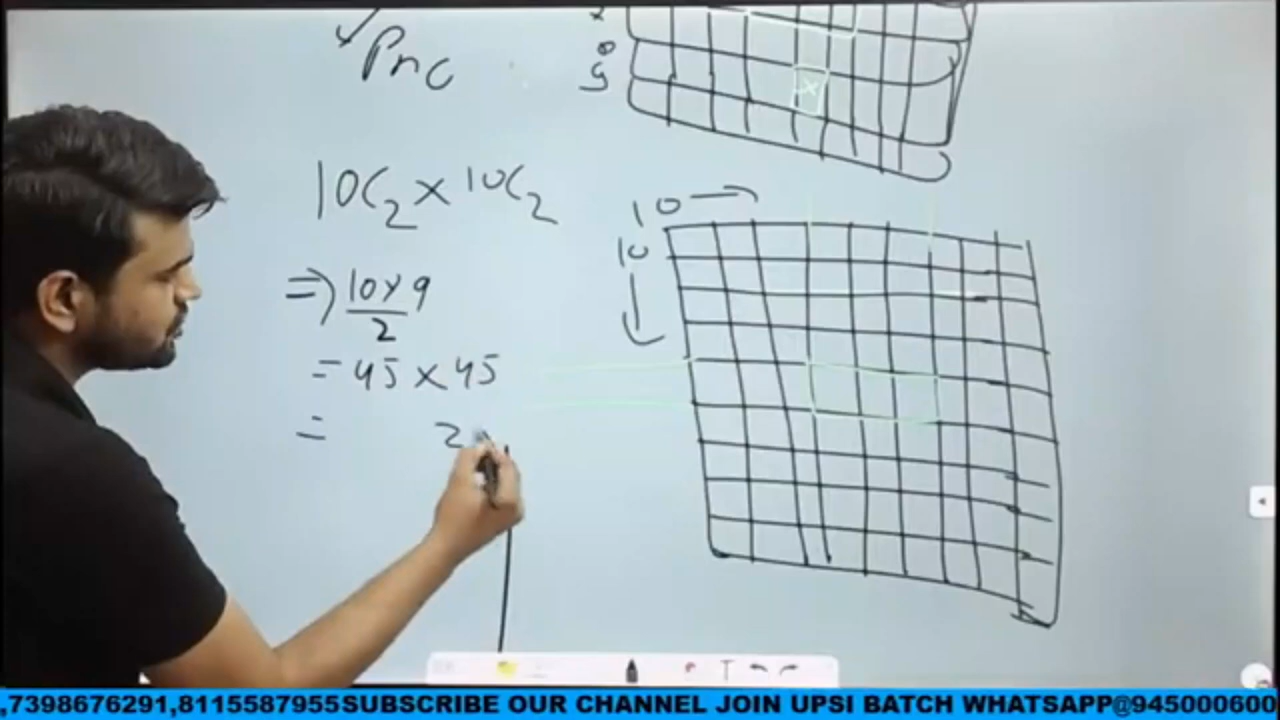 Pnc
10C2 × 10C2
⇒ 10×9
2
= 45 × 45
= 2
10 →
10
↓
×
,7398676291,8115587955SUBSCRIBE OUR CHANNEL JOIN UPSI BATCH WHATSAPP@945000600